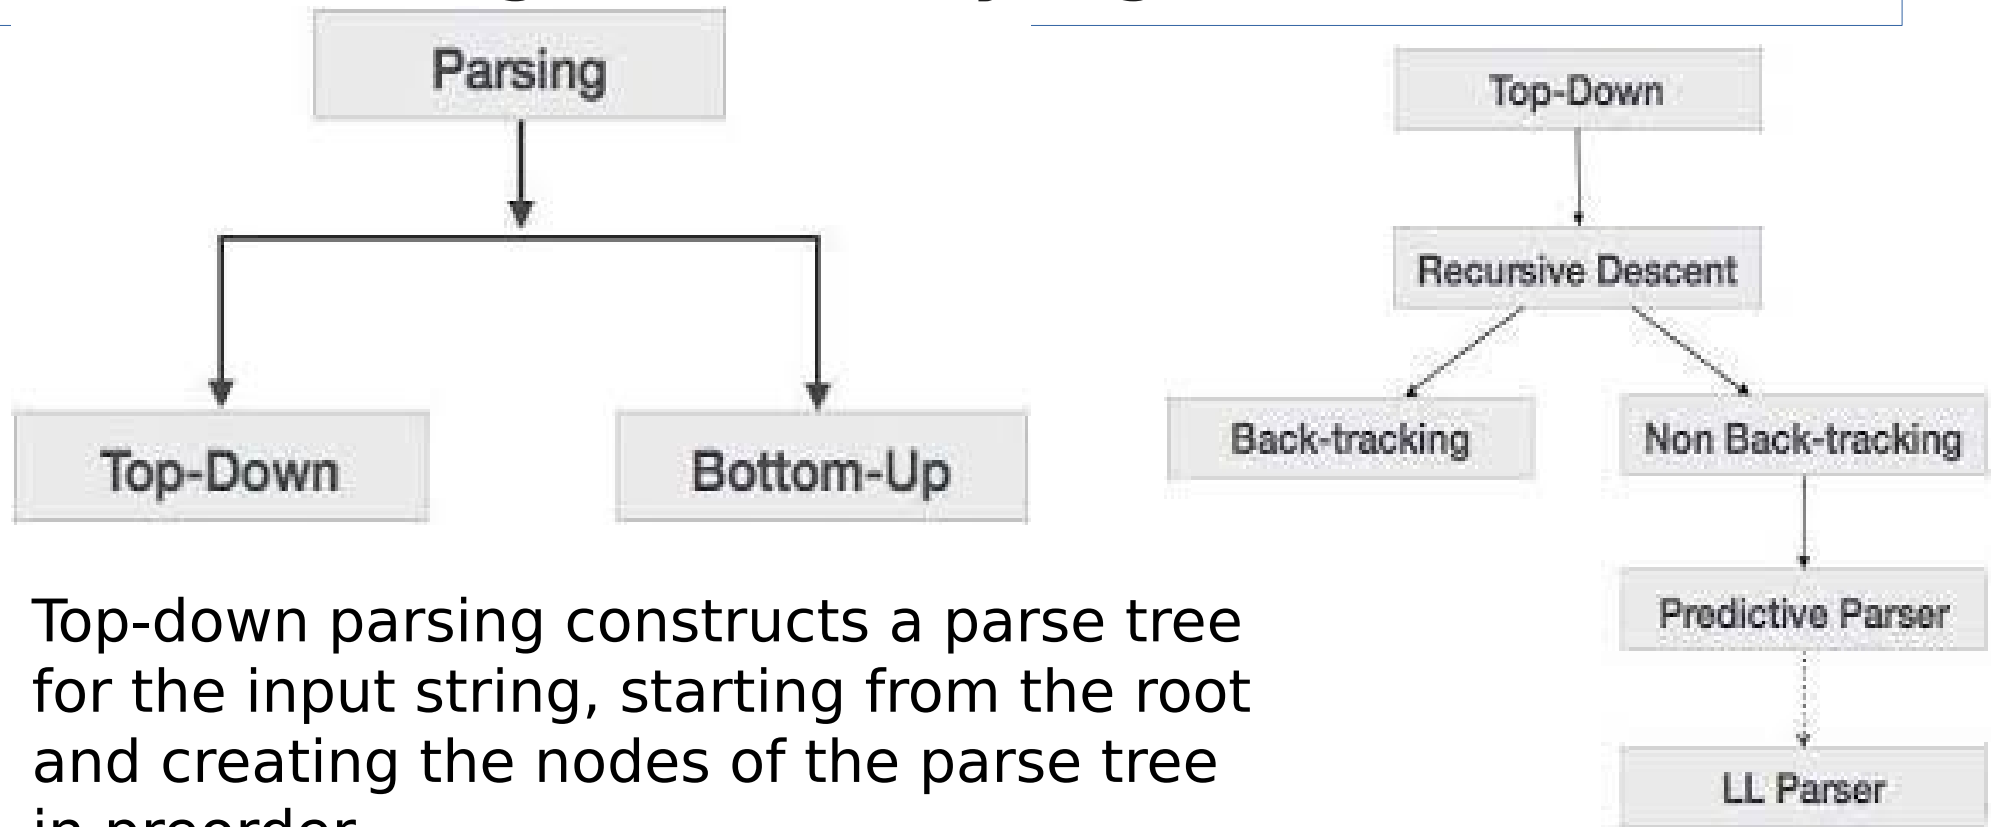 Parsing
Top-Down
Bottom-Up
Top-Down
Recursive Descent
Back-tracking
Non Back-tracking
Predictive Parser
LL Parser
Top-down parsing constructs a parse tree
for the input string, starting from the root
and creating the nodes of the parse tree
in preorder